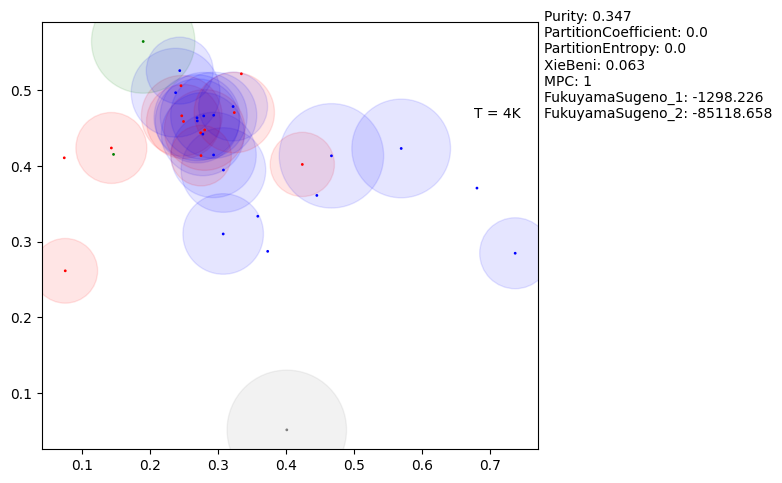 Purity: 0.347
PartitionCoefficient: 0.0
PartitionEntropy: 0.0
XieBeni: 0.063
MPC: 1
FukuyamaSugeno_1: -1298.226
FukuyamaSugeno_2: -85118.658
T = 4K
0.5
0.4
0.3
0.2
0.1
0.1 0.2 0.3 0.4 0.5 0.6 0.7